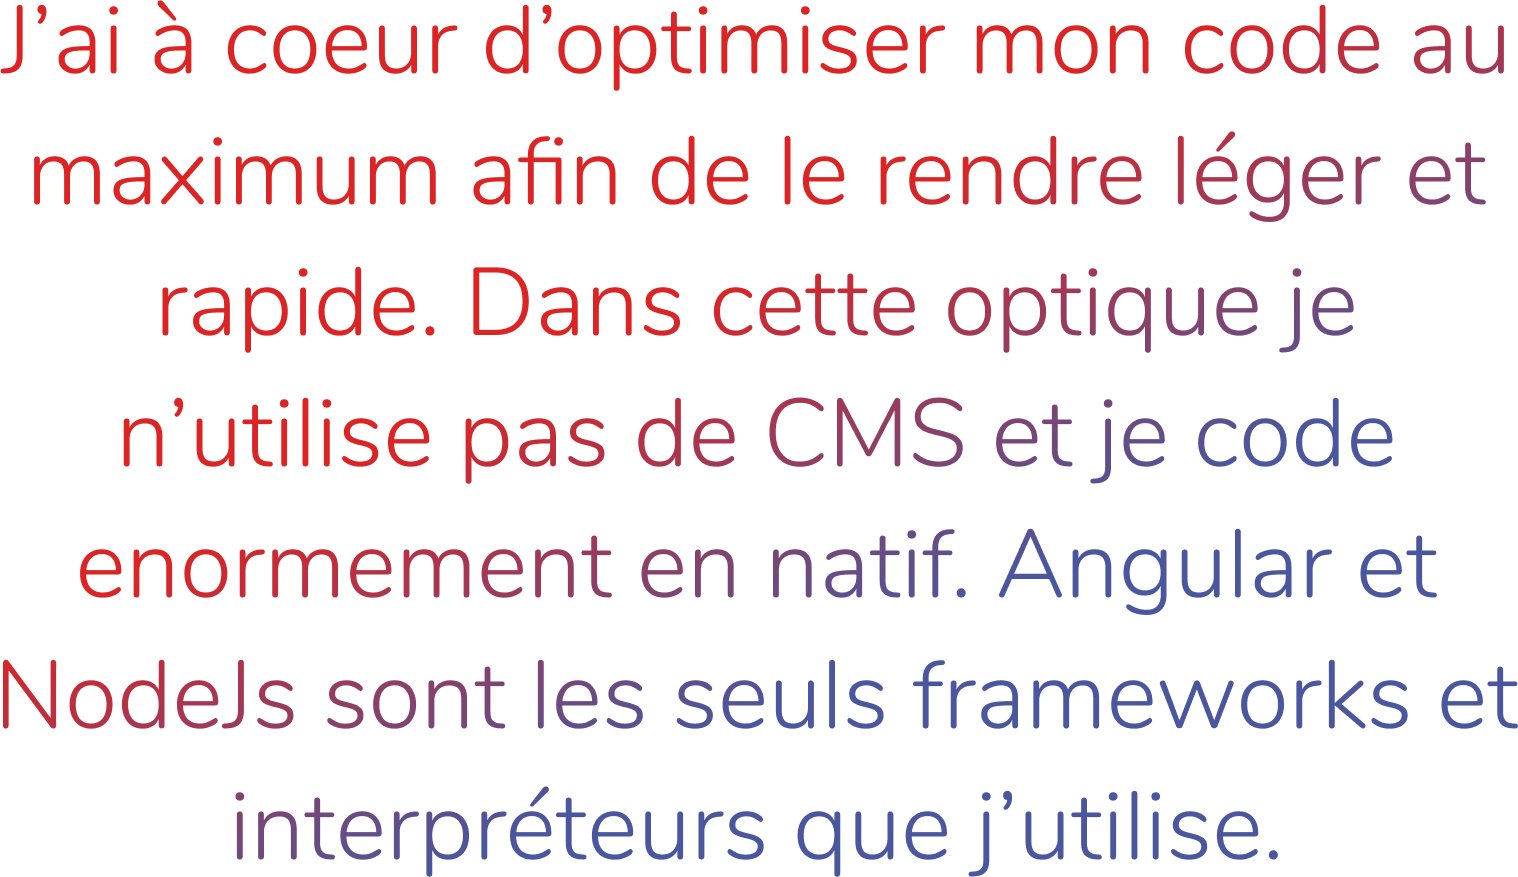 J’ai à coeur d’optimiser mon code au
maximum afin de le rendre léger et
rapide. Dans cette optique je
n’utilise pas de CMS et je code
enormement en natif. Angular et
NodeJs sont les seuls frameworks et
interpréteurs que j’utilise.